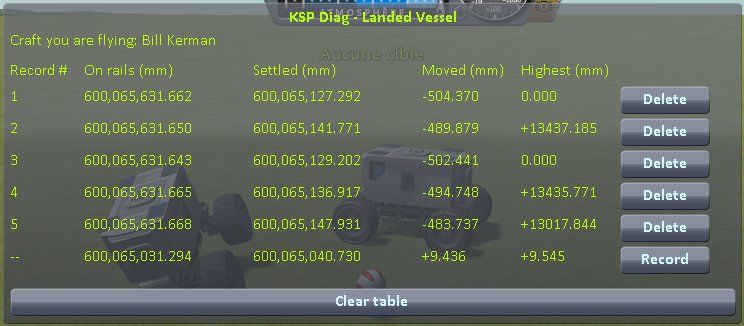 ATMOSPHÈRE
KSP Diag - Landed Vessel
Craft you are flying: Bill Kerman
Aucune cible
Record # On rails (mm) Settled (mm) Moved (mm) Highest (mm)
1 600,065,631.662 600,065,127.292 -504.370 0.000 Delete
2 600,065,631.650 600,065,141.771 -489.879 +13437.185 Delete
3 600,065,631.643 600,065,129.202 -502.441 0.000 Delete
4 600,065,631.665 600,065,136.917 -494.748 +13435.771 Delete
5 600,065,631.668 600,065,147.931 -483.737 +13017.844 Delete
-- 600,065,031.294 600,065,040.730 +9.436 +9.545 Record
Clear table